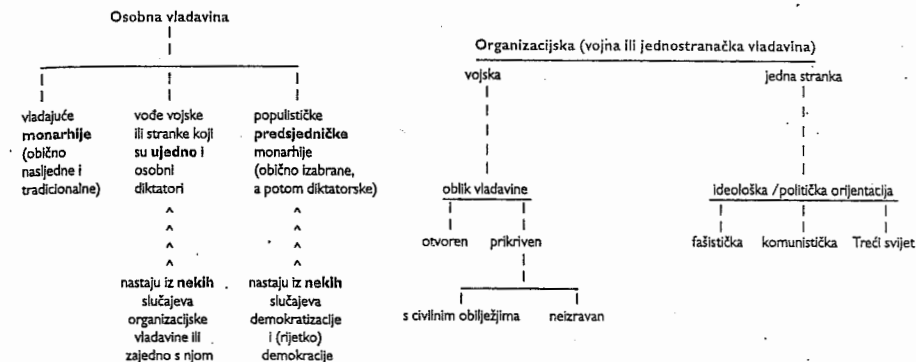 Osobna vladavina
vladajuće
monarhije
(obično
nasljedne i
tradicionalne)
vođe vojske
ili stranke koji
su ujedno i
osobni
diktatori
nastaju iz nekih
slučajeva
organizacijske
vladavine ili
zajedno s njom
populističke
predsjedničke
monarhije
(obično izabrane,
a potom diktatorske)
nastaju iz nekih
slučajeva
demokratizacije
i (rijetko)
demokracije
Organizacijska (vojna ili jednostranačka vladavina)
vojska
oblik vladavine
otvoren
prikriven
s civilnim obilježjima
neizravan
jedna stranka
ideološka /politička orijentacija
fašistička
komunistička
Treći svijet